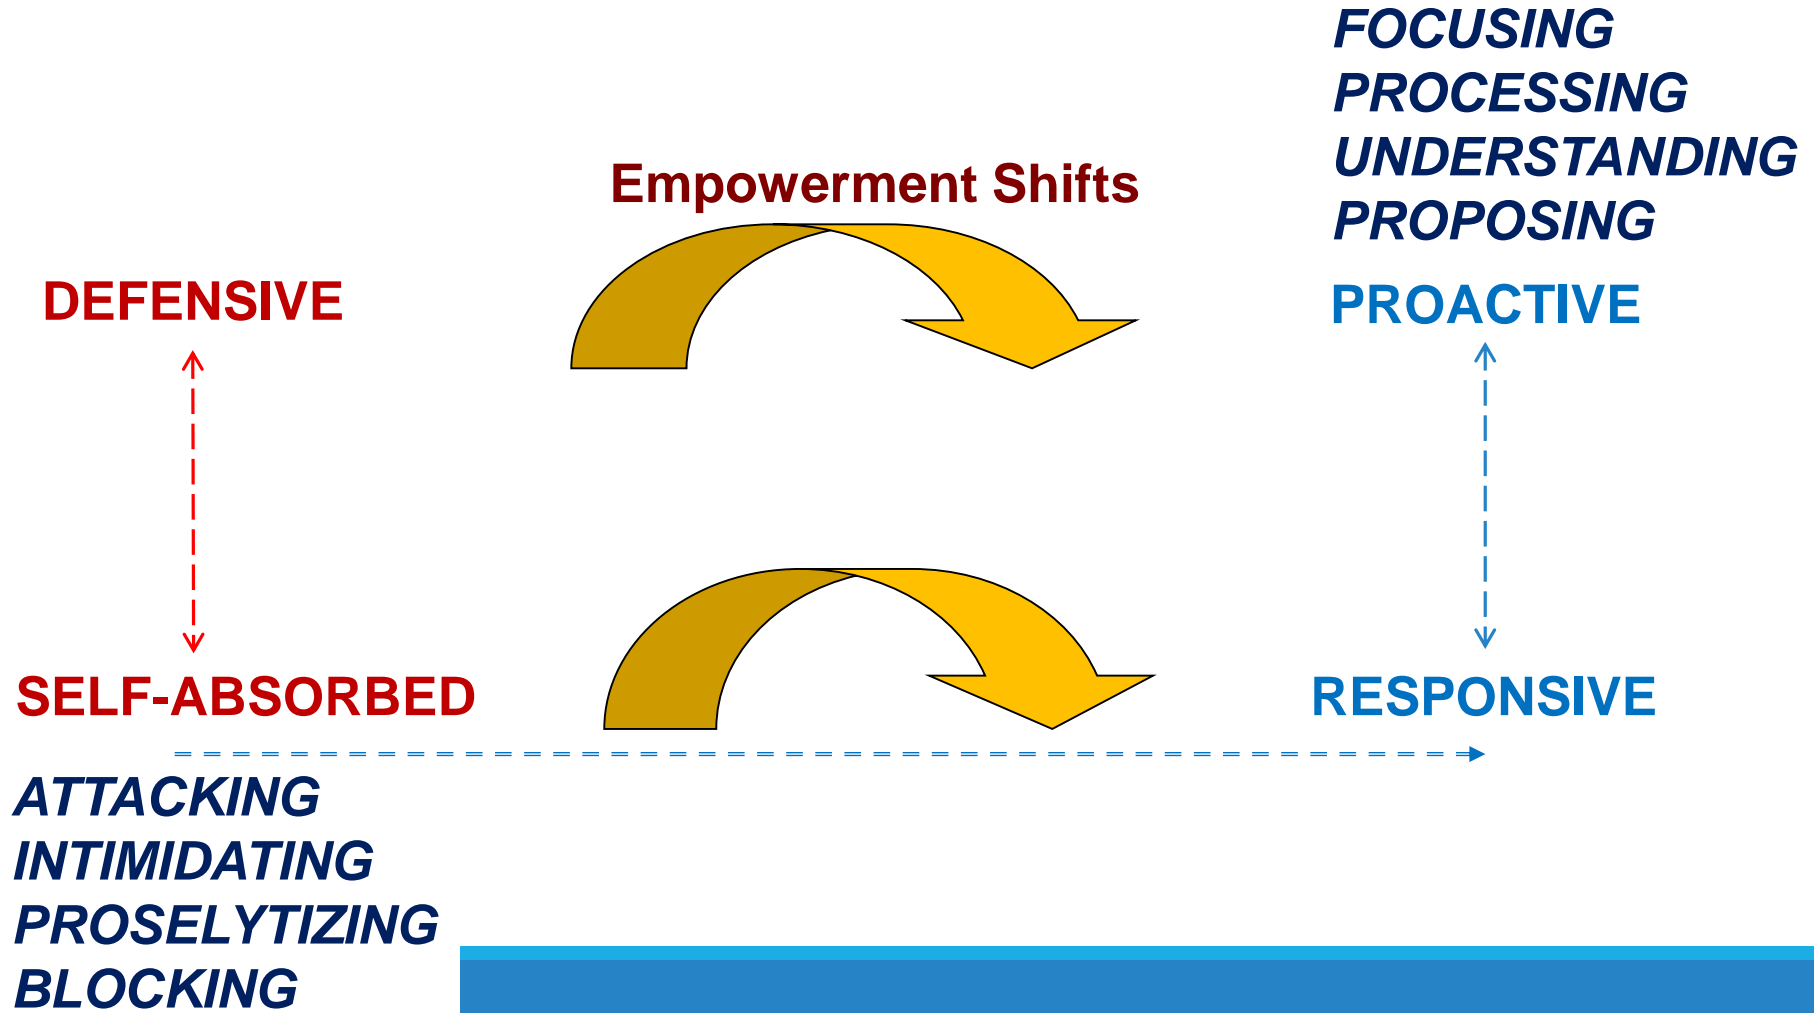 FOCUSING
PROCESSING
UNDERSTANDING
PROPOSING
Empowerment Shifts
DEFENSIVE
PROACTIVE
SELF-ABSORBED
RESPONSIVE
ATTACKING
INTIMIDATING
PROSELYTIZING
BLOCKING